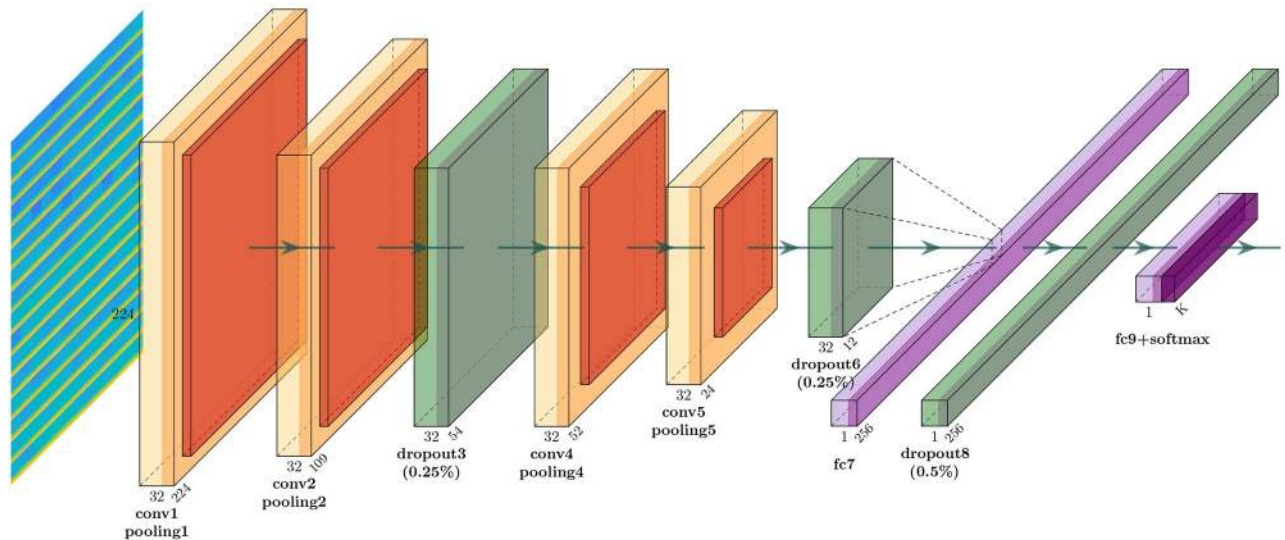 224
32
224
conv1
pooling1
32
109
conv2
pooling2
32
54
dropout3
(0.25%)
32
52
conv4
pooling4
32
24
conv5
pooling5
32
12
dropout6
(0.25%)
1
256
fc7
1
256
dropout8
(0.5%)
1
K
fc9+softmax